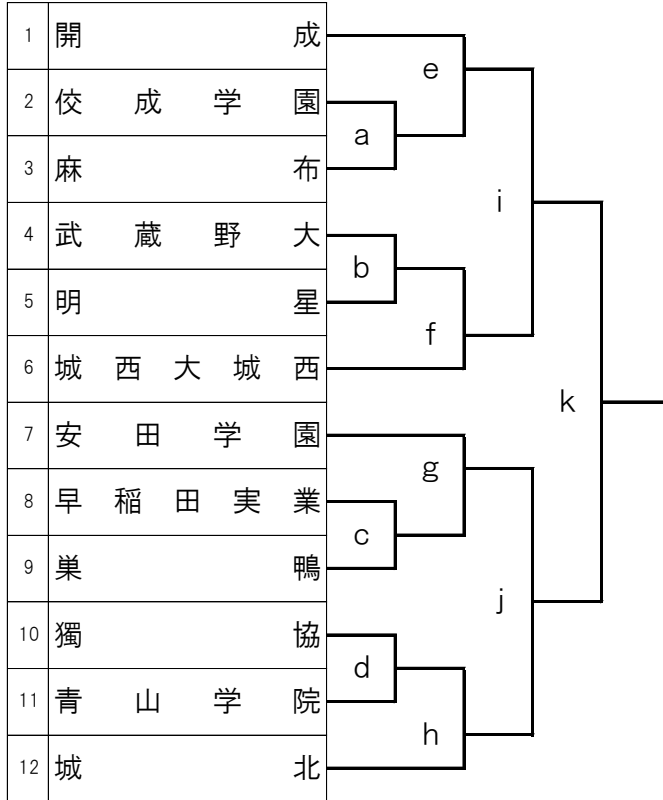 1 開成
2 佼成学園
3 麻布
4 武蔵野大
5 明星
6 城西大城西
7 安田学園
8 早稲田実業
9 巣鴨
10 獨協
11 青山学院
12 城北
e
a
i
b
f
k
g
c
j
d
h